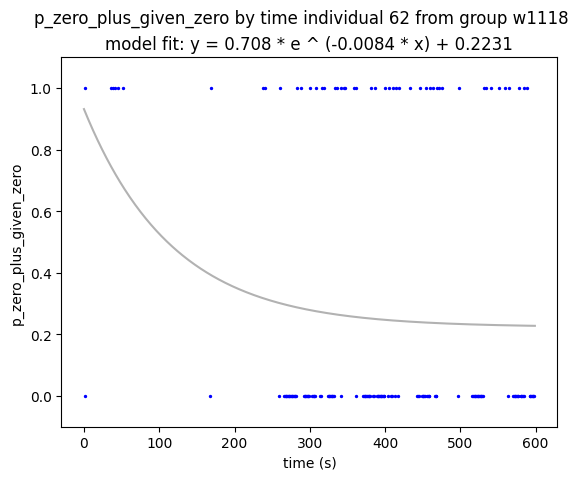 p_zero_plus_given_zero by time individual 62 from group w1118
model fit: y = 0.708 * e ^ (-0.0084 * x) + 0.2231
p_zero_plus_given_zero
1.0
0.8
0.6
0.4
0.2
0.0
0 100 200 300 400 500 600
time (s)